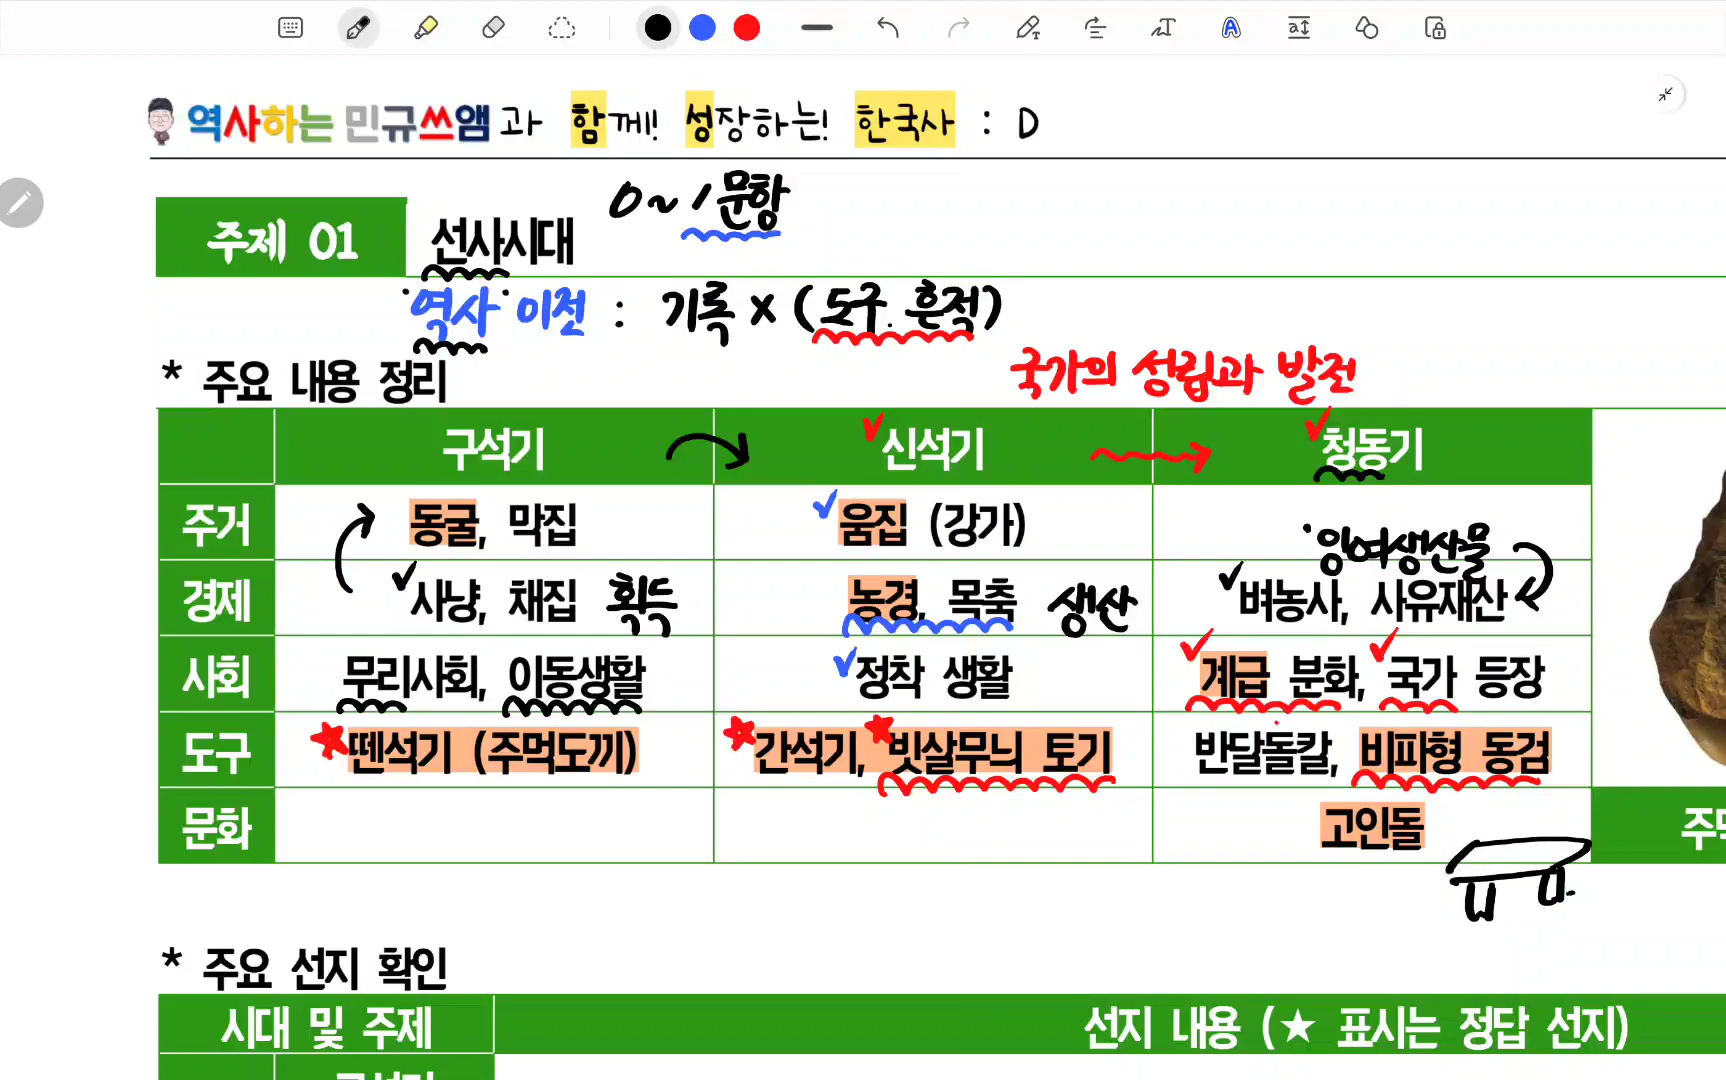 역사하는 민규쓰앰과 함께! 성장하는! 한국사 : D
0~1문항
주제 01 선사시대
역사 이전 : 기록 X (도구. 흔적)
* 주요 내용 정리
국가의 성립과 발전
구석기 신석기 청동기
주거 동굴, 막집 움집 (강가)
잉여생산물
경제 사냥, 채집 획득 농경, 목축 생산 벼농사, 사유재산
사회 무리사회, 이동생활 정착 생활 계급 분화, 국가 등장
도구 뗀석기 (주먹도끼) 간석기, 빗살무늬 토기 반달돌칼, 비파형 동검
문화 고인돌
* 주요 선지 확인
시대 및 주제 선지 내용 (★ 표시는 정답 선지)